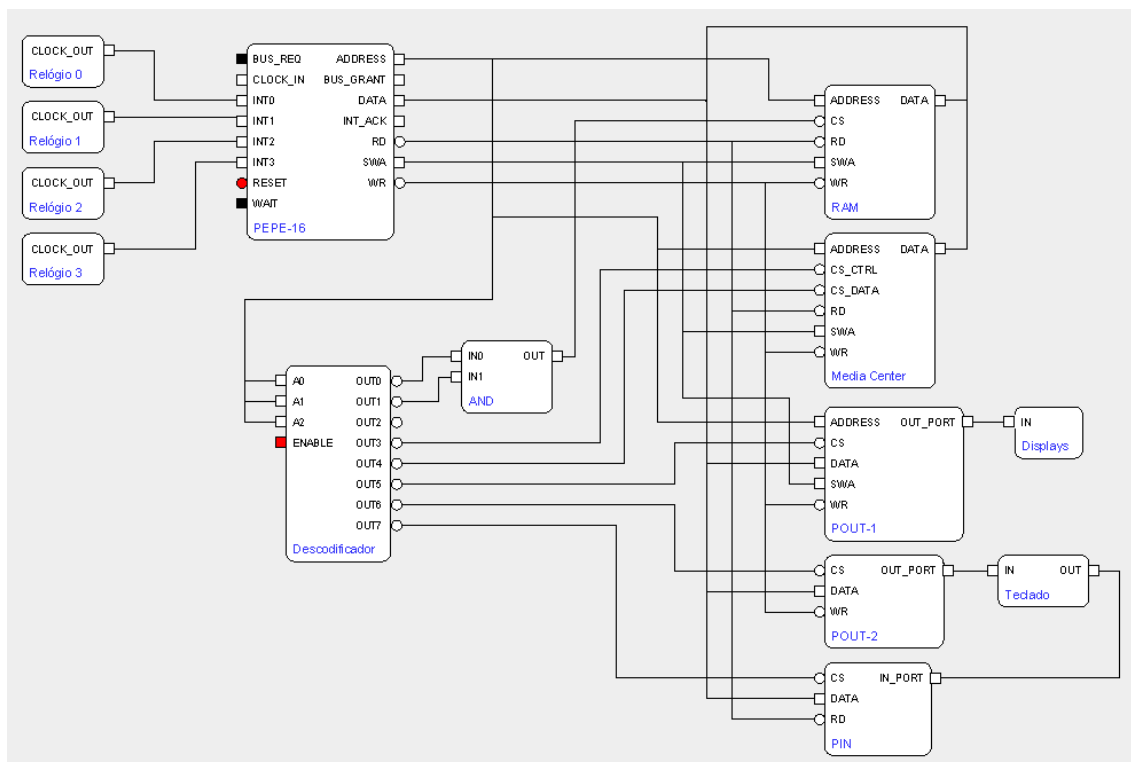 CLOCK_OUT
Relógio 0
CLOCK_OUT
Relógio 1
CLOCK_OUT
Relógio 2
CLOCK_OUT
Relógio 3
BUS_REQ ADDRESS
CLOCK_IN BUS_GRANT
INT0 DATA
INT1 INT_ACK
INT2 RD
INT3 SWA
RESET WR
WAIT
PEPE-16
ADDRESS DATA
CS
RD
SWA
WR
RAM
ADDRESS DATA
CS_CTRL
CS_DATA
RD
SWA
WR
Media Center
IN0 OUT
IN1
AND
A0 OUT0
A1 OUT1
A2 OUT2
ENABLE OUT3
OUT4
OUT5
OUT6
OUT7
Descodificador
ADDRESS OUT_PORT
CS
DATA
SWA
WR
POUT-1
IN
Displays
CS OUT_PORT
DATA
WR
POUT-2
IN OUT
Teclado
CS IN_PORT
DATA
RD
PIN